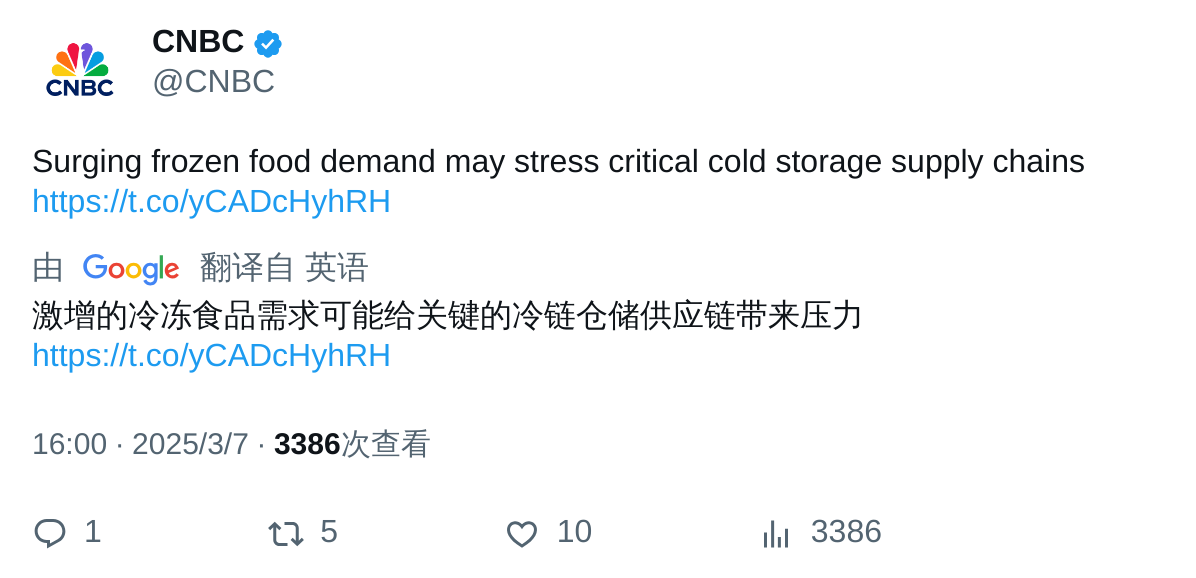 CNBC
CNBC
@CNBC
Surging frozen food demand may stress critical cold storage supply chains
https://t.co/yCADcHyhRH
由 Google 翻译自 英语
激增的冷冻食品需求可能给关键的冷链仓储供应链带来压力
https://t.co/yCADcHyhRH
16:00 · 2025/3/7 · 3386次查看
1 5 10 3386